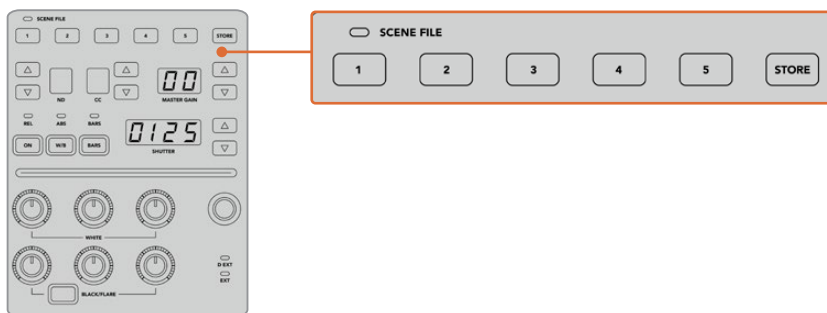 SCENE FILE
1 2 3 4 5 STORE
ND CC 00 MASTER GAIN
REL ABS BARS
ON W/B BARS
0125
SHUTTER
WHITE
D-EXT
EXT
BLACK/FLARE
SCENE FILE
1 2 3 4 5 STORE